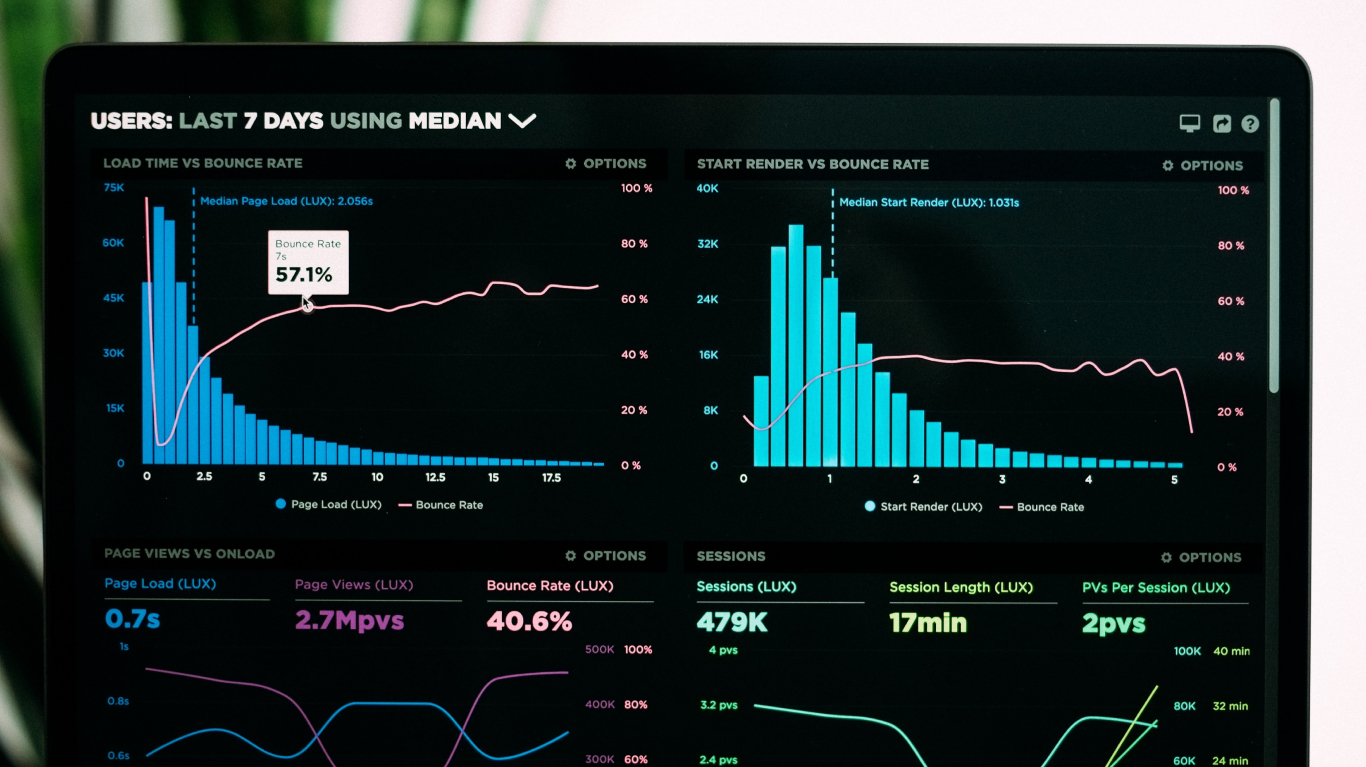 USERS: LAST 7 DAYS USING MEDIAN
LOAD TIME VS BOUNCE RATE
OPTIONS
75K
60K
45K
30K
15K
0
Median Page Load (LUX): 2.056s
Bounce Rate
7s
57.1%
100 %
80 %
60 %
40 %
20 %
0 %
0 2.5 5 7.5 10 12.5 15 17.5
Page Load (LUX) Bounce Rate
START RENDER VS BOUNCE RATE
OPTIONS
40K
32K
24K
16K
8K
0
Median Start Render (LUX): 1.031s
100 %
80 %
60 %
40 %
20 %
0 %
0 1 2 3 4 5
Start Render (LUX) Bounce Rate
PAGE VIEWS VS ONLOAD
OPTIONS
Page Load (LUX)
0.7s
Page Views (LUX)
2.7Mpvs
Bounce Rate (LUX)
40.6%
1s
0.8s
0.6s
500K 100%
400K 80%
300K 60%
SESSIONS
OPTIONS
Sessions (LUX)
479K
Session Length (LUX)
17min
PVs Per Session (LUX)
2pvs
4 pvs
3.2 pvs
2.4 pvs
100K 40 min
80K 32 min
60K 24 min